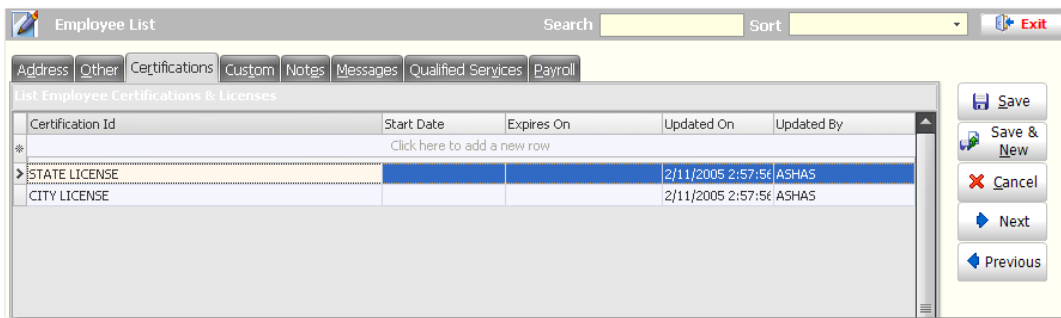 Employee List Search Sort Exit
Address Other Certifications Custom Notes Messages Qualified Services Payroll
List Employee Certifications & Licenses
Certification Id Start Date Expires On Updated On Updated By
Click here to add a new row
STATE LICENSE 2/11/2005 2:57:56 ASHAS
CITY LICENSE 2/11/2005 2:57:56 ASHAS
Save
Save &
New
Cancel
Next
Previous